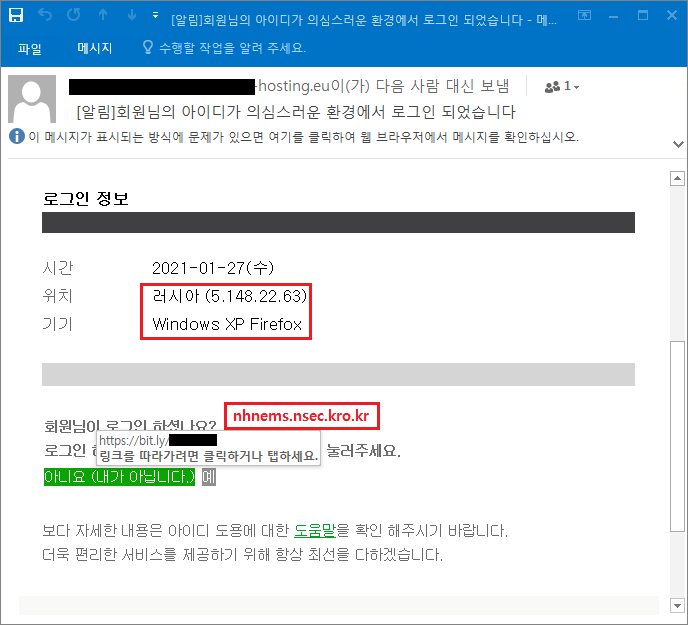 [알림]회원님의 아이디가 의심스러운 환경에서 로그인 되었습니다 - 메...
파일 메시지 수행할 작업을 알려 주세요.
-hosting.eu이(가) 다음 사람 대신 보냄 1
[알림]회원님의 아이디가 의심스러운 환경에서 로그인 되었습니다
이 메시지가 표시되는 방식에 문제가 있으면 여기를 클릭하여 웹 브라우저에서 메시지를 확인하십시오.
로그인 정보
시간 2021-01-27(수)
위치 러시아 (5.148.22.63)
기기 Windows XP Firefox
nhnems.nsec.kro.kr
회원님이 로그인 하셨나요?
https://bit.ly/
로그인 눌러주세요.
링크를 따라가려면 클릭하거나 탭하세요.
아니요 (내가 아닙니다.) 예
보다 자세한 내용은 아이디 도용에 대한 도움말을 확인 해주시기 바랍니다.
더욱 편리한 서비스를 제공하기 위해 항상 최선을 다하겠습니다.